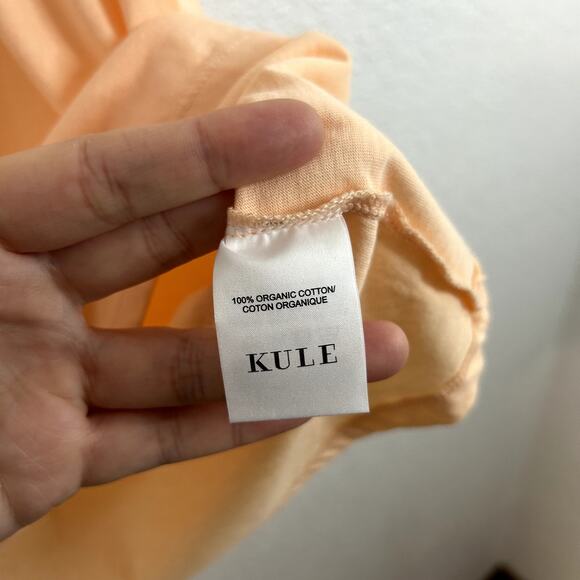 100% ORGANIC COTTON/
COTON ORGANIQUE
KULE